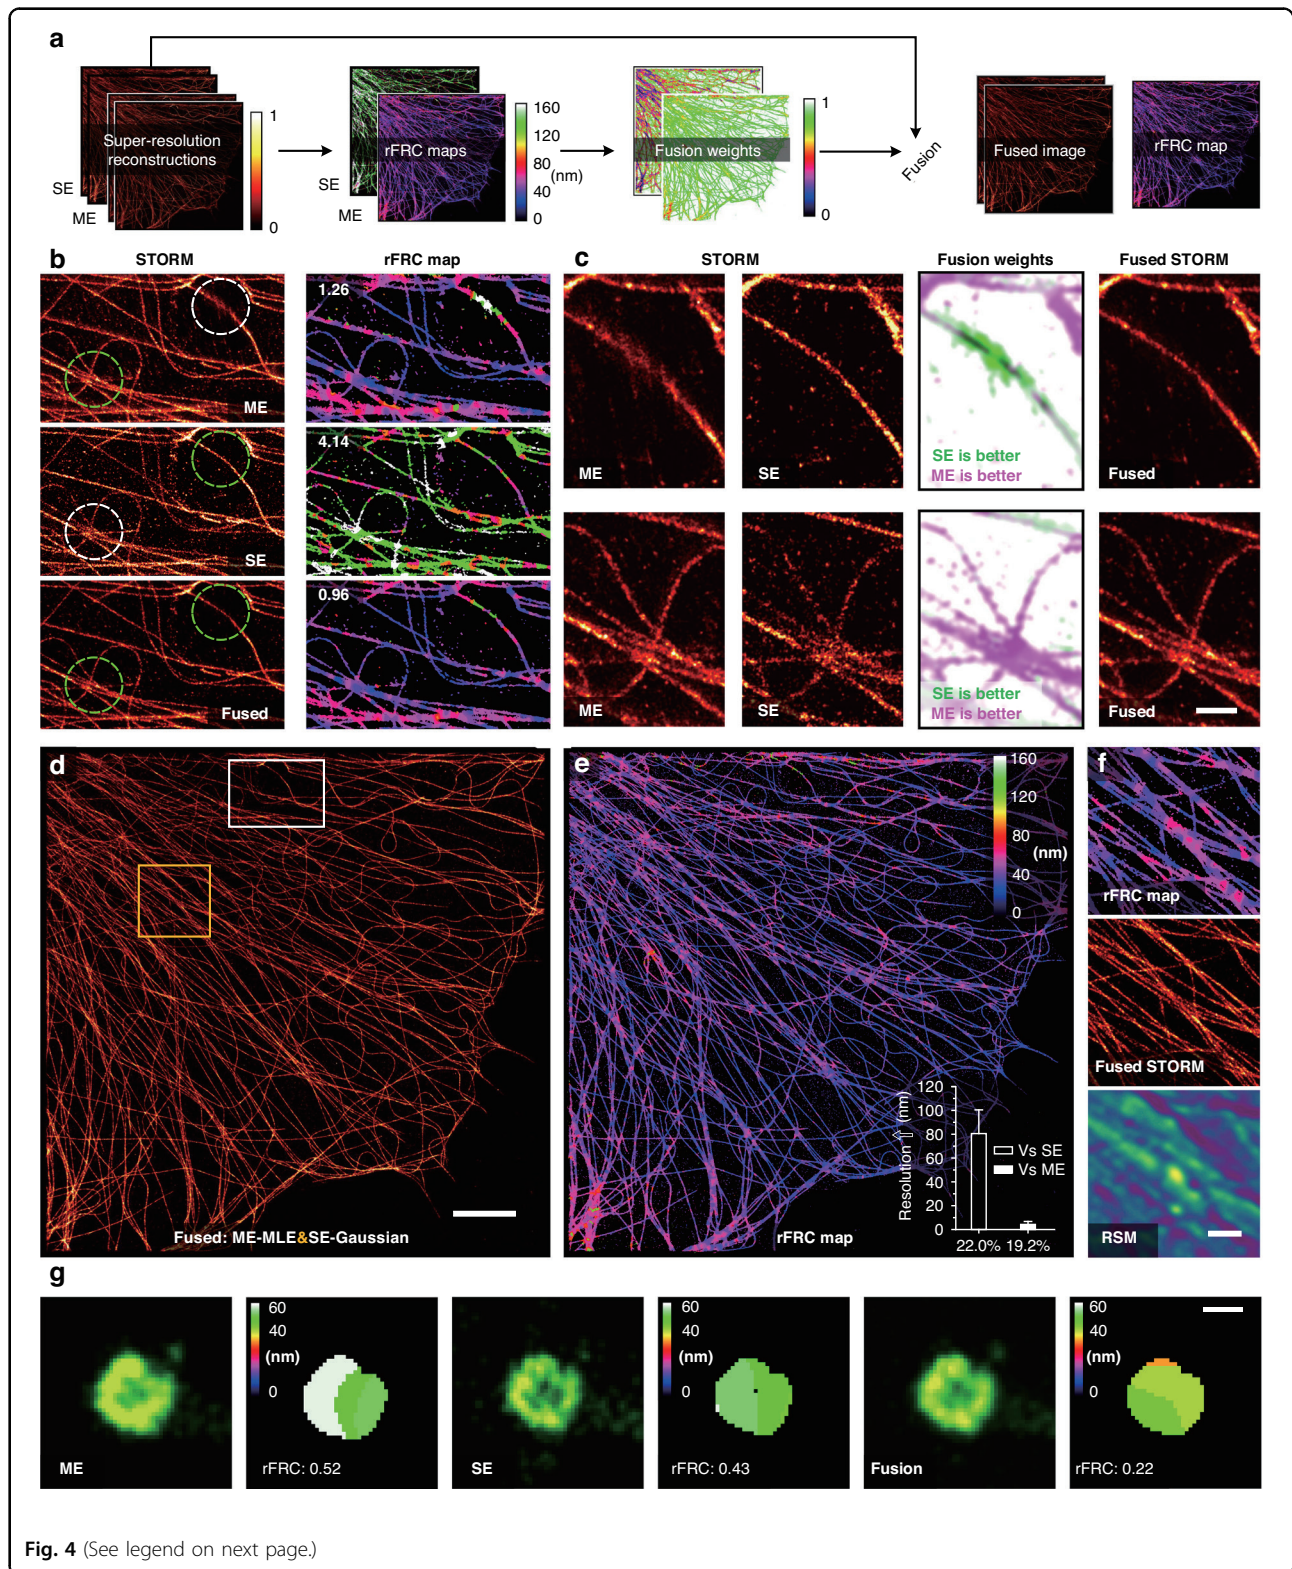 a
Super-resolution
reconstructions
SE
ME
1
0
rFRC maps
SE
ME
160
120
80
(nm)
40
0
Fusion weights
1
0
Fusion
Fused image
rFRC map
b
STORM
rFRC map
ME
1.26
SE
4.14
Fused
0.96
c
STORM
Fusion weights
Fused STORM
ME
SE
SE is better
ME is better
Fused
ME
SE
SE is better
ME is better
Fused
d
Fused: ME-MLE&SE-Gaussian
e
160
120
80
(nm)
40
0
120
100
80
60
40
20
0
Resolution ⇧ (nm)
Vs SE
Vs ME
22.0% 19.2%
rFRC map
f
rFRC map
Fused STORM
RSM
g
ME
60
40
(nm)
0
rFRC: 0.52
SE
60
40
(nm)
0
rFRC: 0.43
Fusion
60
40
(nm)
0
rFRC: 0.22
Fig. 4 (See legend on next page.)